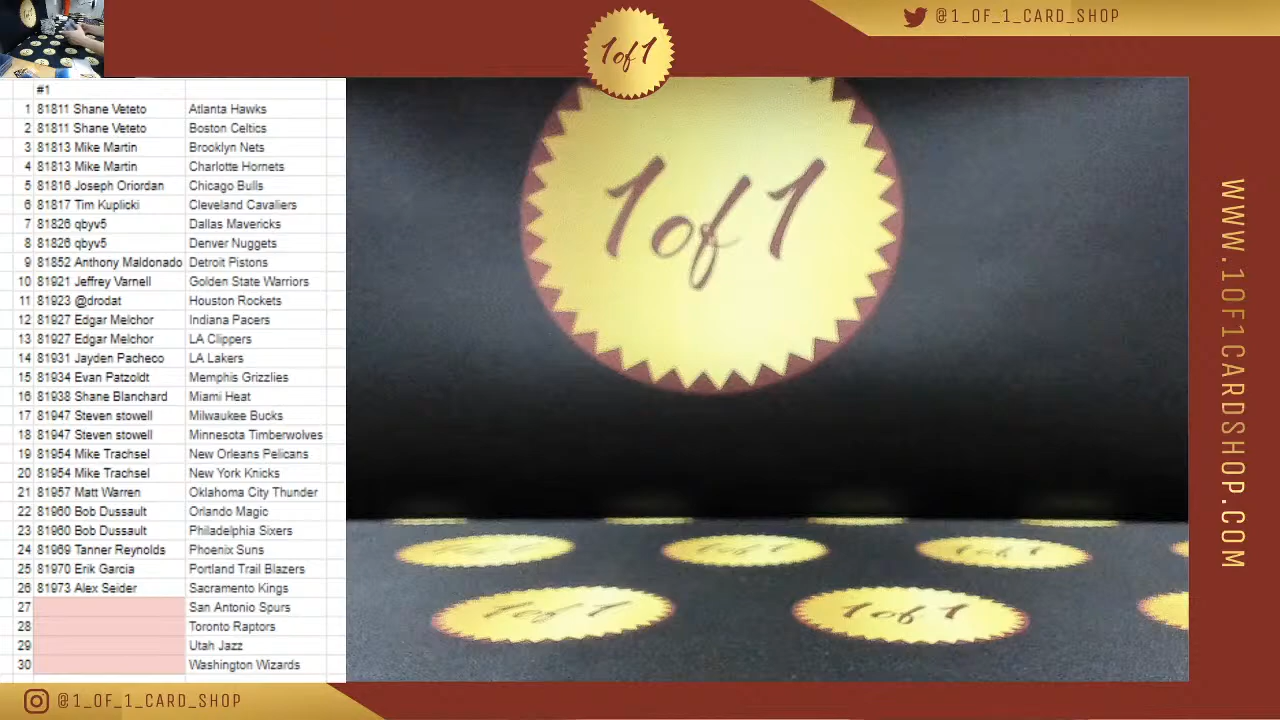 @1_OF_1_CARD_SHOP
1of1
#1
1 81811 Shane Veteto Atlanta Hawks
2 81811 Shane Veteto Boston Celtics
3 81813 Mike Martin Brooklyn Nets
4 81813 Mike Martin Charlotte Hornets
5 81816 Joseph Oriordan Chicago Bulls
6 81817 Tim Kuplicki Cleveland Cavaliers
7 81826 qbyv5 Dallas Mavericks
8 81826 qbyv5 Denver Nuggets
9 81852 Anthony Maldonado Detroit Pistons
10 81921 Jeffrey Varnell Golden State Warriors
11 81923 @drodat Houston Rockets
12 81927 Edgar Melchor Indiana Pacers
13 81927 Edgar Melchor LA Clippers
14 81931 Jayden Pacheco LA Lakers
15 81934 Evan Patzoldt Memphis Grizzlies
16 81938 Shane Blanchard Miami Heat
17 81947 Steven stowell Milwaukee Bucks
18 81947 Steven stowell Minnesota Timberwolves
19 81954 Mike Trachsel New Orleans Pelicans
20 81954 Mike Trachsel New York Knicks
21 81957 Matt Warren Oklahoma City Thunder
22 81960 Bob Dussault Orlando Magic
23 81960 Bob Dussault Philadelphia Sixers
24 81969 Tanner Reynolds Phoenix Suns
25 81970 Erik Garcia Portland Trail Blazers
26 81973 Alex Seider Sacramento Kings
27 San Antonio Spurs
28 Toronto Raptors
29 Utah Jazz
30 Washington Wizards
1of1
1of1
1of1
1of1
1of1
1of1
WWW.1OF1CARDSHOP.COM
@1_OF_1_CARD_SHOP